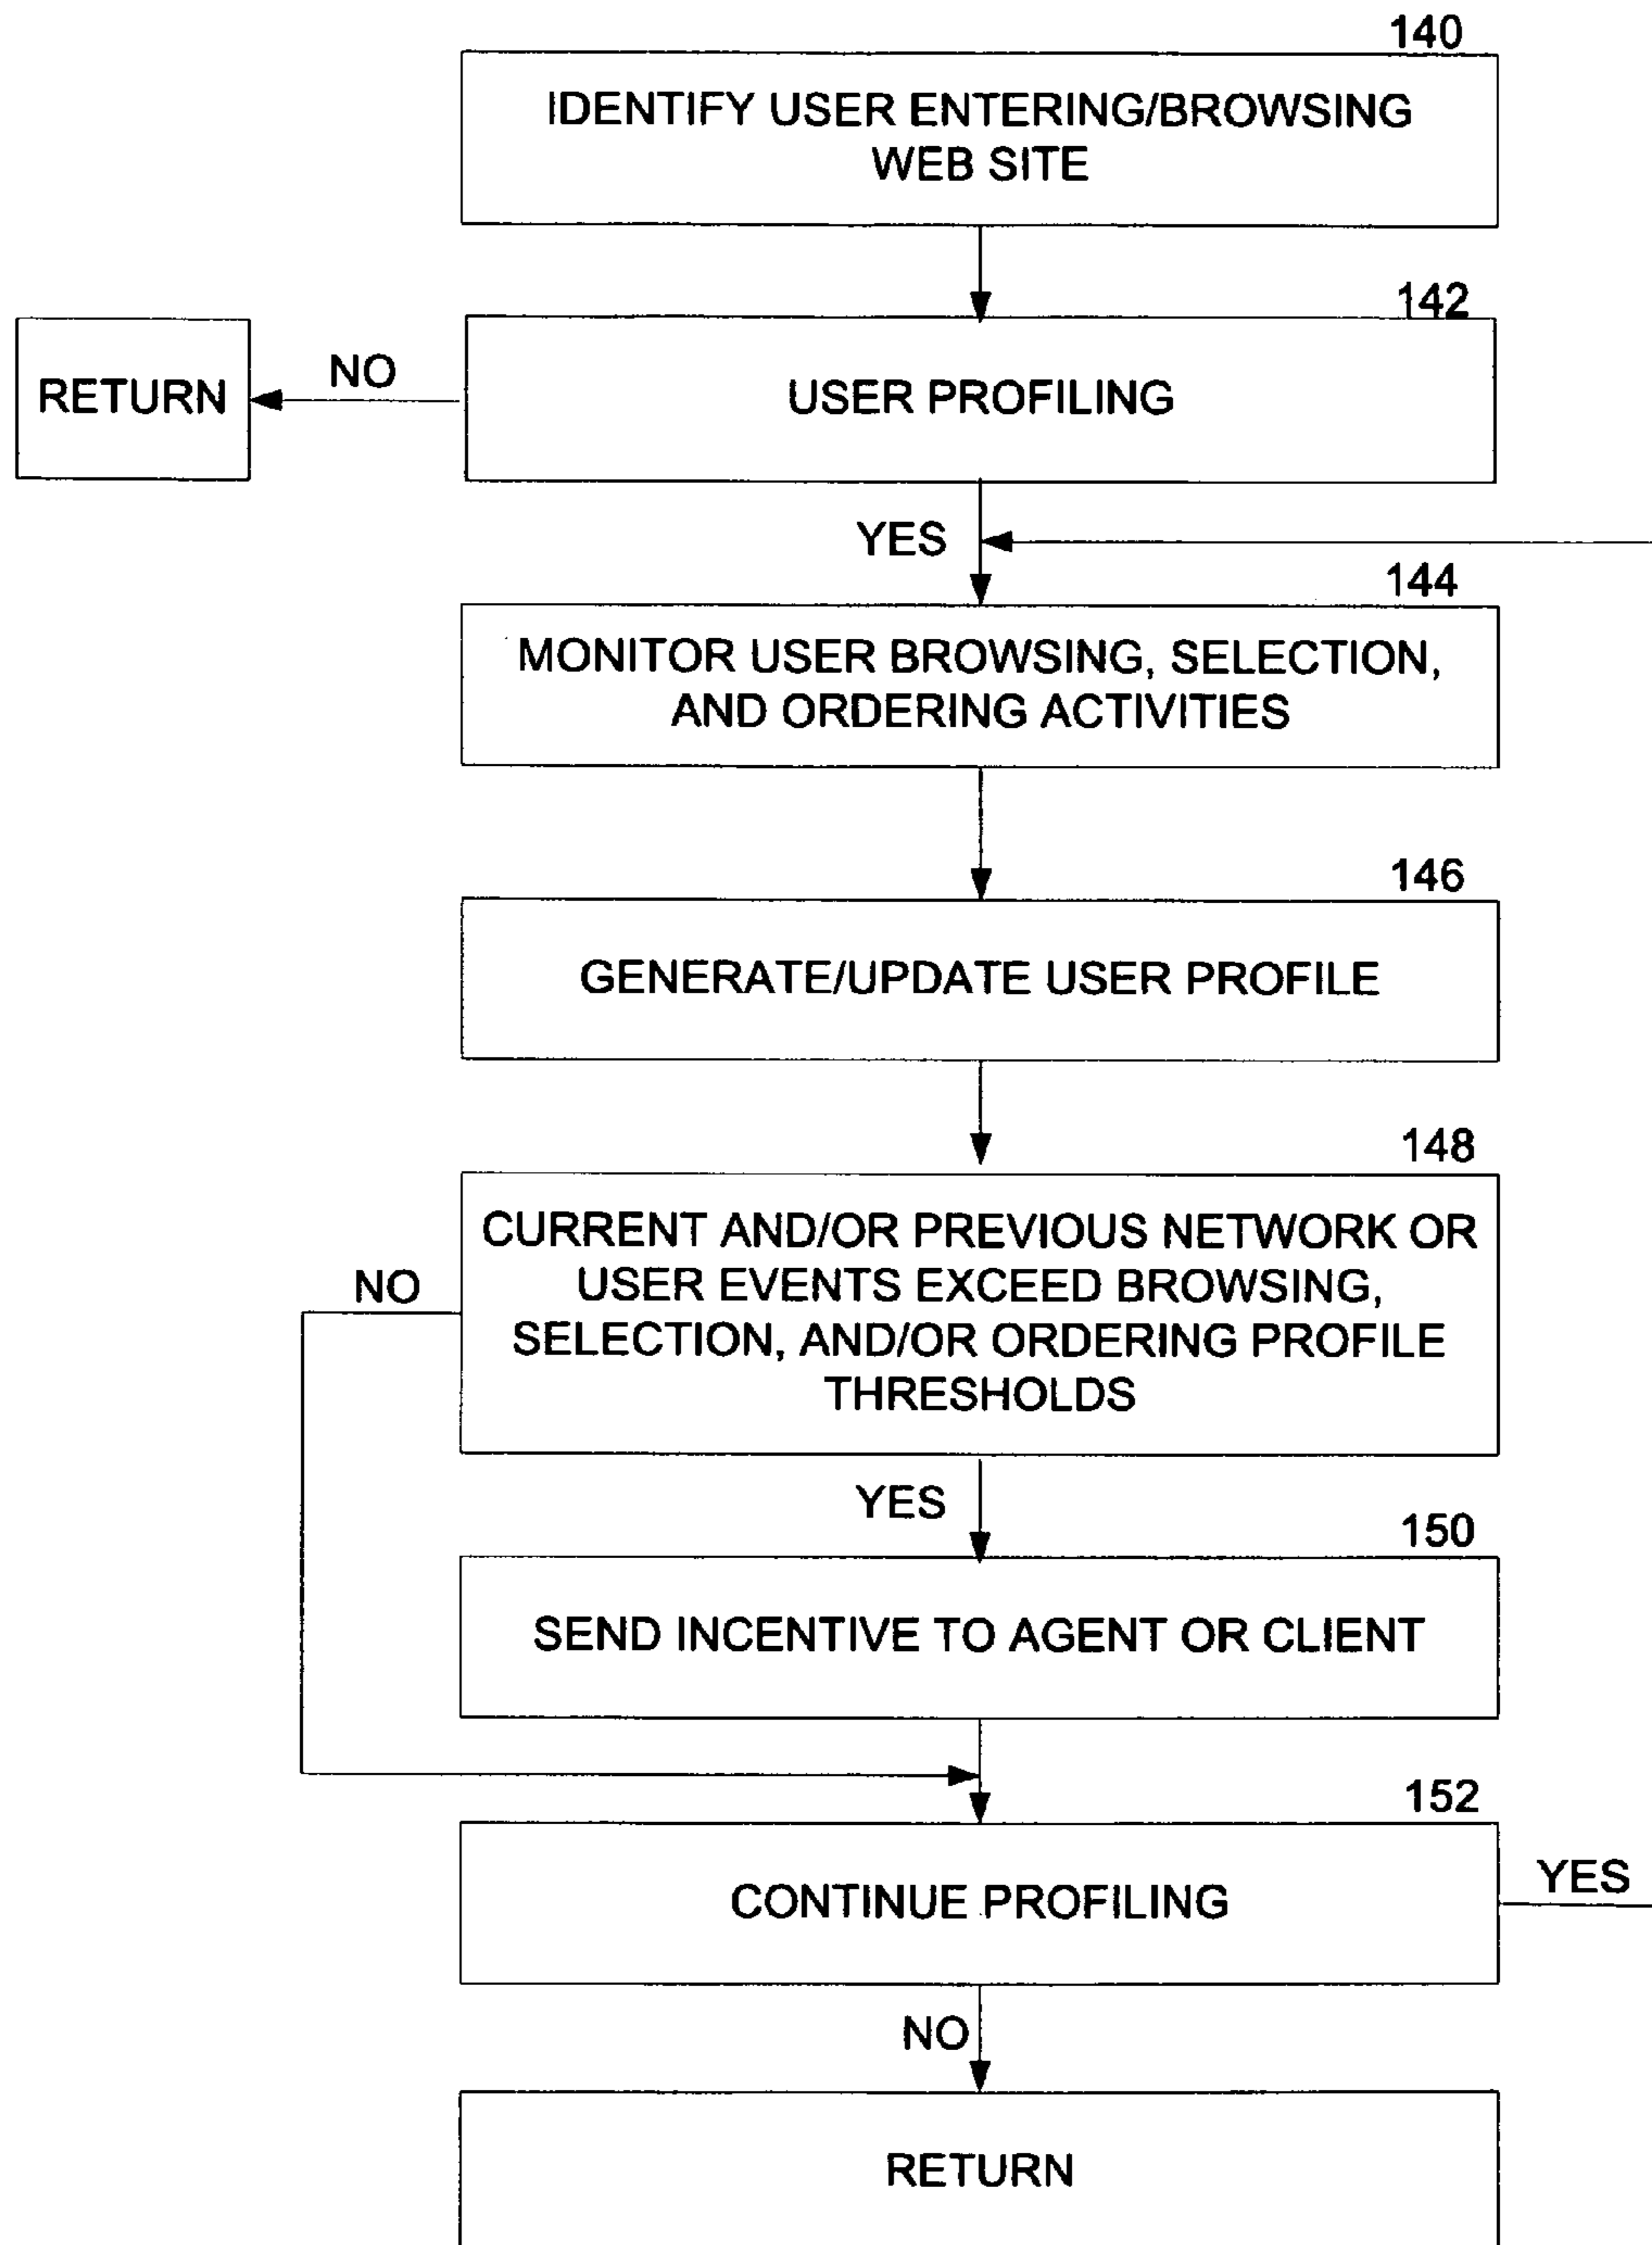 140
IDENTIFY USER ENTERING/BROWSING
WEB SITE
142
RETURN
NO
USER PROFILING
YES
144
MONITOR USER BROWSING, SELECTION,
AND ORDERING ACTIVITIES
146
GENERATE/UPDATE USER PROFILE
148
CURRENT AND/OR PREVIOUS NETWORK OR
USER EVENTS EXCEED BROWSING,
SELECTION, AND/OR ORDERING PROFILE
THRESHOLDS
NO
YES
150
SEND INCENTIVE TO AGENT OR CLIENT
152
CONTINUE PROFILING
YES
NO
RETURN